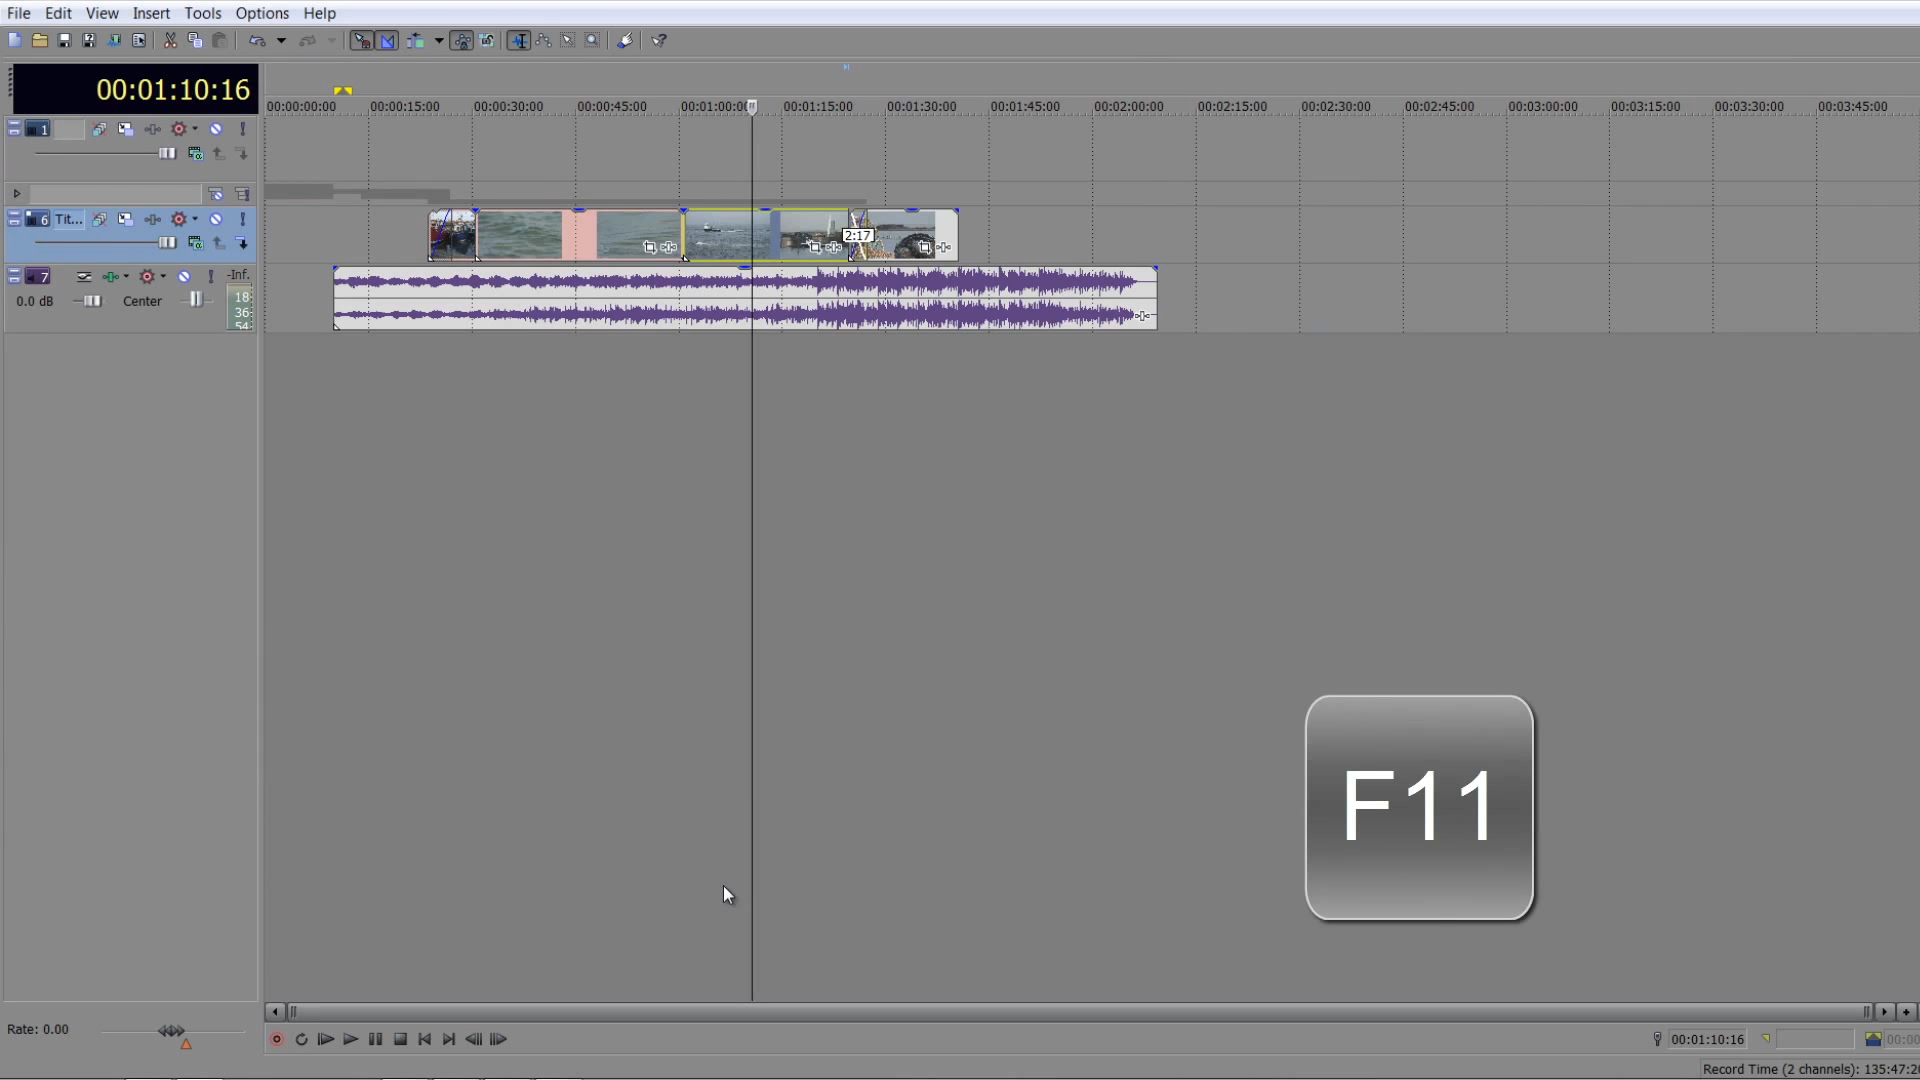 File Edit View Insert Tools Options Help
00:01:10:16
00:00:00:00 00:00:15:00 00:00:30:00 00:00:45:00 00:01:00:0 00:01:15:00 00:01:30:00 00:01:45:00 00:02:00:00 00:02:15:00 00:02:30:00 00:02:45:00 00:03:00:00 00:03:15:00 00:03:30:00 00:03:45:00
1
6 Tit...
2:17
7 -Inf.
0.0 dB Center 18
36
54
F11
Rate: 0.00
00:01:10:16
Record Time (2 channels): 135:47:2